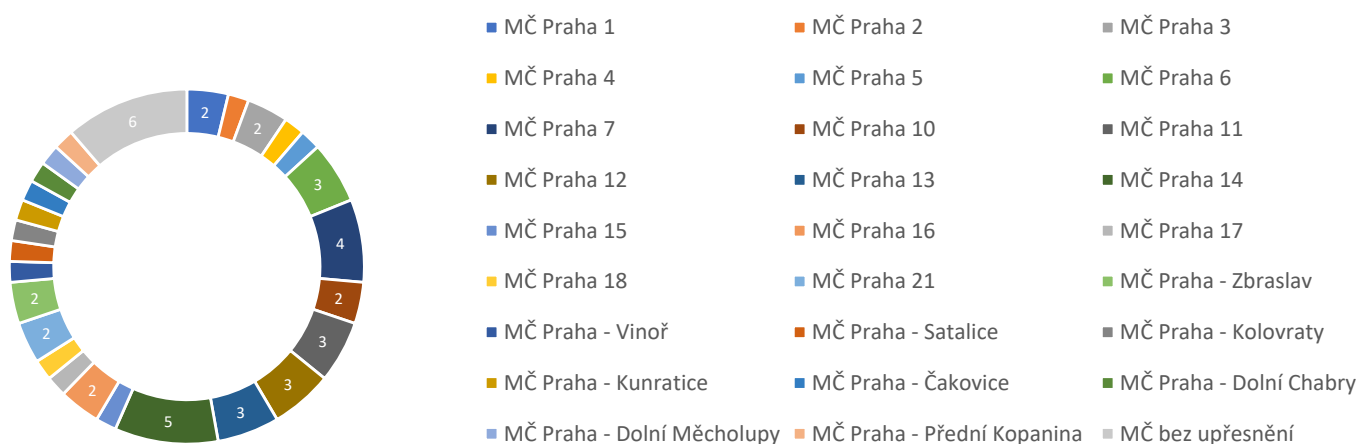 MČ Praha 1 MČ Praha 2 MČ Praha 3
MČ Praha 4 MČ Praha 5 MČ Praha 6
MČ Praha 7 MČ Praha 10 MČ Praha 11
MČ Praha 12 MČ Praha 13 MČ Praha 14
MČ Praha 15 MČ Praha 16 MČ Praha 17
MČ Praha 18 MČ Praha 21 MČ Praha - Zbraslav
MČ Praha - Vinoř MČ Praha - Satalice MČ Praha - Kolovraty
MČ Praha - Kunratice MČ Praha - Čakovice MČ Praha - Dolní Chabry
MČ Praha - Dolní Měcholupy MČ Praha - Přední Kopanina MČ bez upřesnění
2
2
3
4
2
3
3
3
5
2
2
2
6